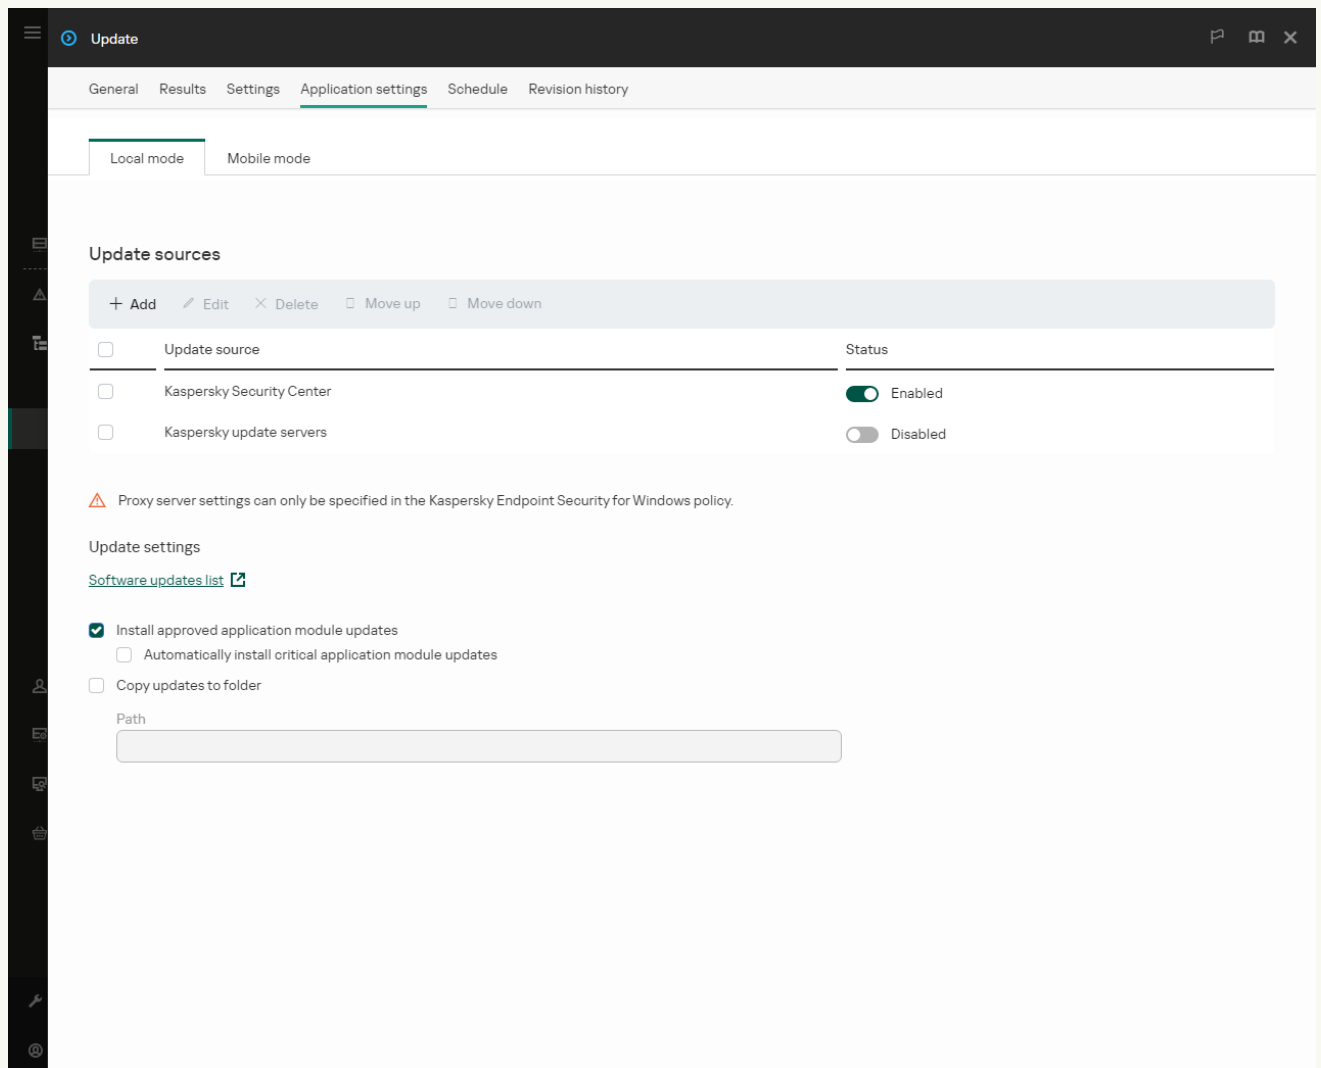 Update
General Results Settings Application settings Schedule Revision history
Local mode Mobile mode
Update sources
Add Edit Delete Move up Move down
Update source Status
Kaspersky Security Center Enabled
Kaspersky update servers Disabled
Proxy server settings can only be specified in the Kaspersky Endpoint Security for Windows policy.
Update settings
Software updates list
Install approved application module updates
Automatically install critical application module updates
Copy updates to folder
Path